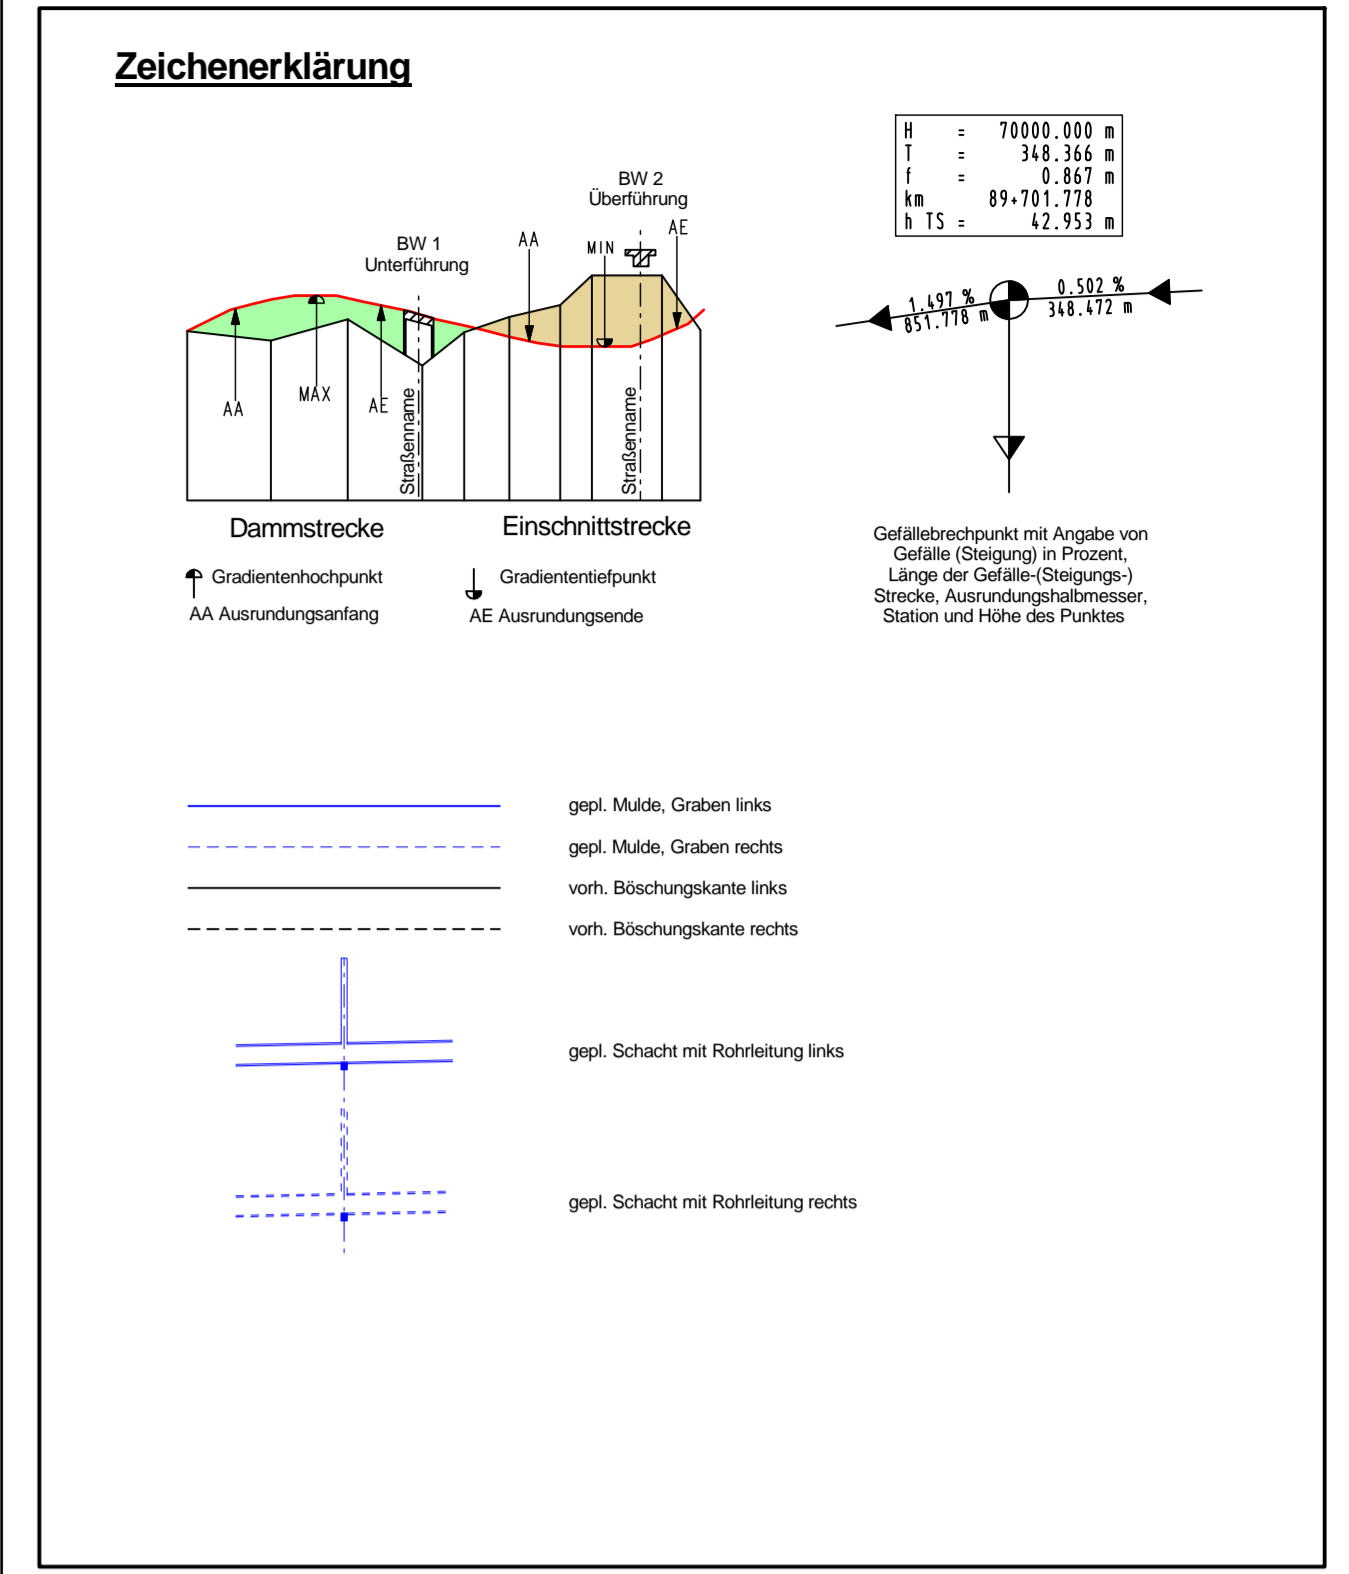 Zeichenerklärung
H = 70000.000 m
T = 348.366 m
f = 0.867 m
km 89+701.778
h TS = 42.953 m
BW 2
Überführung
BW 1
Unterführung
AA
MIN
AE
AA
MAX
AE
Straßenname
Straßenname
1.497 %
851.778 m
0.502 %
348.472 m
Dammstrecke
Einschnittstrecke
Gradientenhochpunkt
Gradiententiefpunkt
AA Ausrundungsanfang
AE Ausrundungsende
Gefällebrechpunkt mit Angabe von
Gefälle (Steigung) in Prozent,
Länge der Gefälle-(Steigungs-)
Strecke, Ausrundungshalbmesser,
Station und Höhe des Punktes
gepl. Mulde, Graben links
gepl. Mulde, Graben rechts
vorh. Böschungskante links
vorh. Böschungskante rechts
gepl. Schacht mit Rohrleitung links
gepl. Schacht mit Rohrleitung rechts